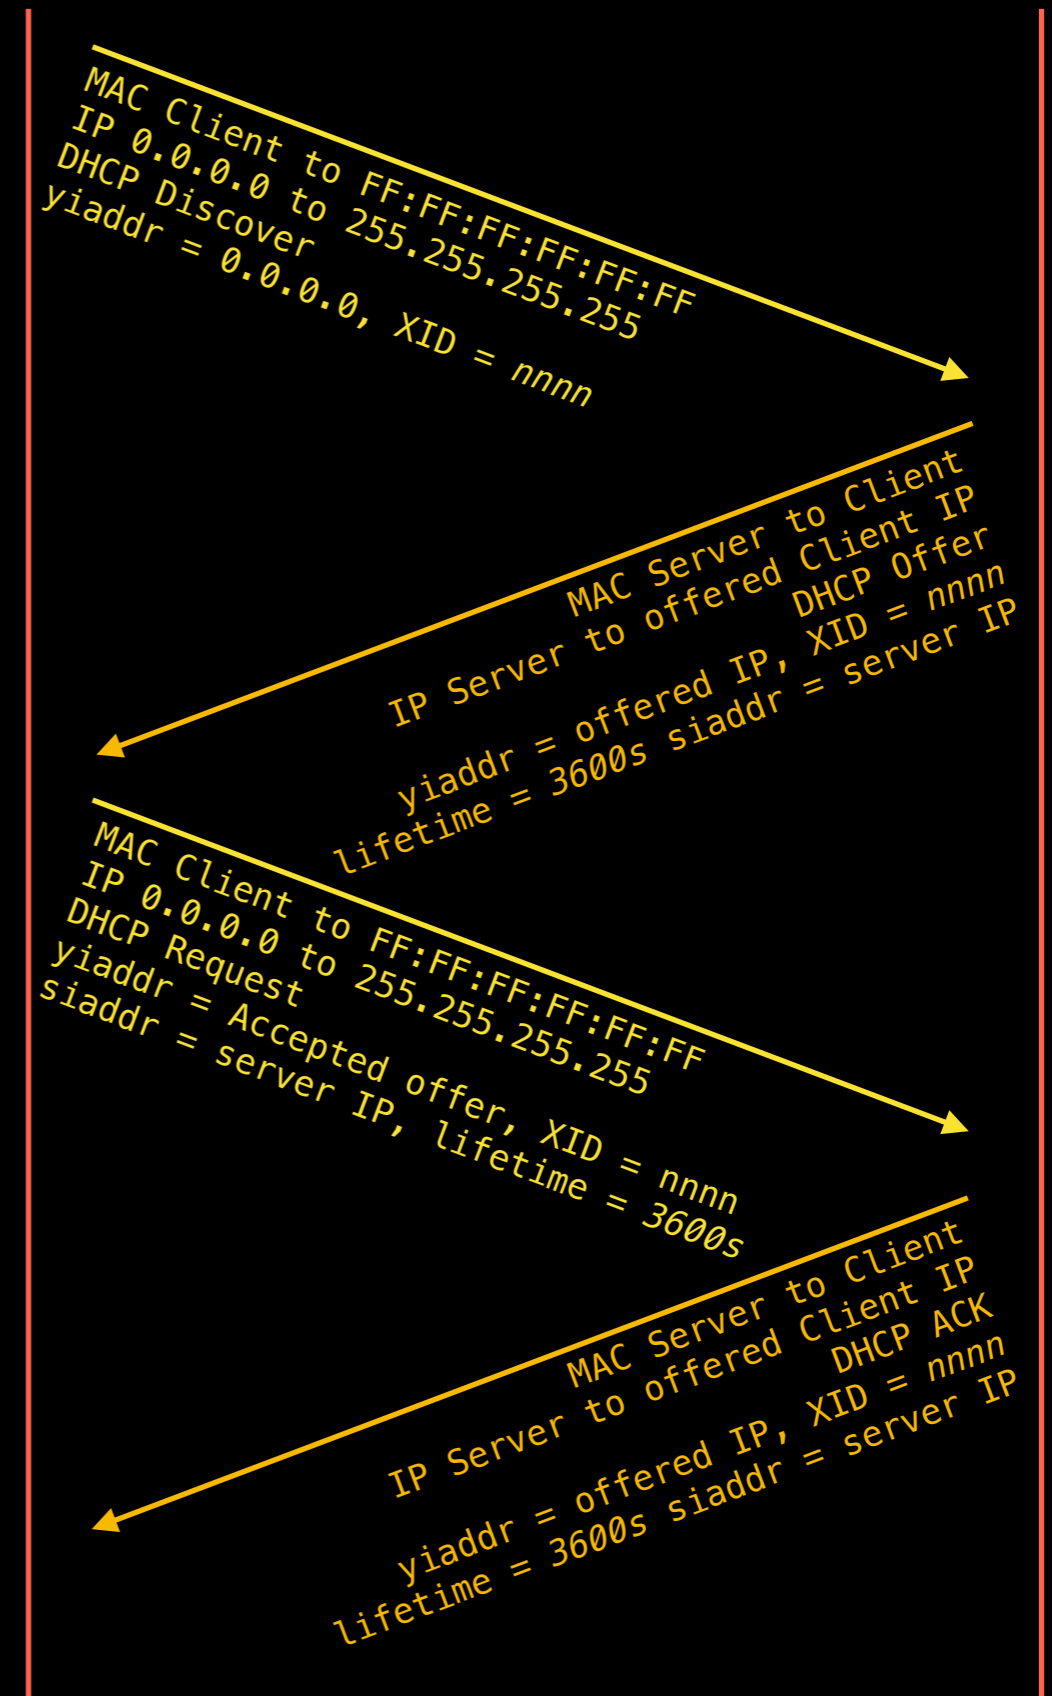 MAC Client to FF:FF:FF:FF:FF:FF
IP 0.0.0.0 to 255.255.255.255
DHCP Discover
yiaddr = 0.0.0.0, XID = nnnn
MAC Server to Client
IP Server to offered Client IP
DHCP Offer
yiaddr = offered IP, XID = nnnn
lifetime = 3600s siaddr = server IP
MAC Client to FF:FF:FF:FF:FF:FF
IP 0.0.0.0 to 255.255.255.255
DHCP Request
yiaddr = Accepted offer, XID = nnnn
siaddr = server IP, lifetime = 3600s
MAC Server to Client
IP Server to offered Client IP
DHCP ACK
yiaddr = offered IP, XID = nnnn
lifetime = 3600s siaddr = server IP